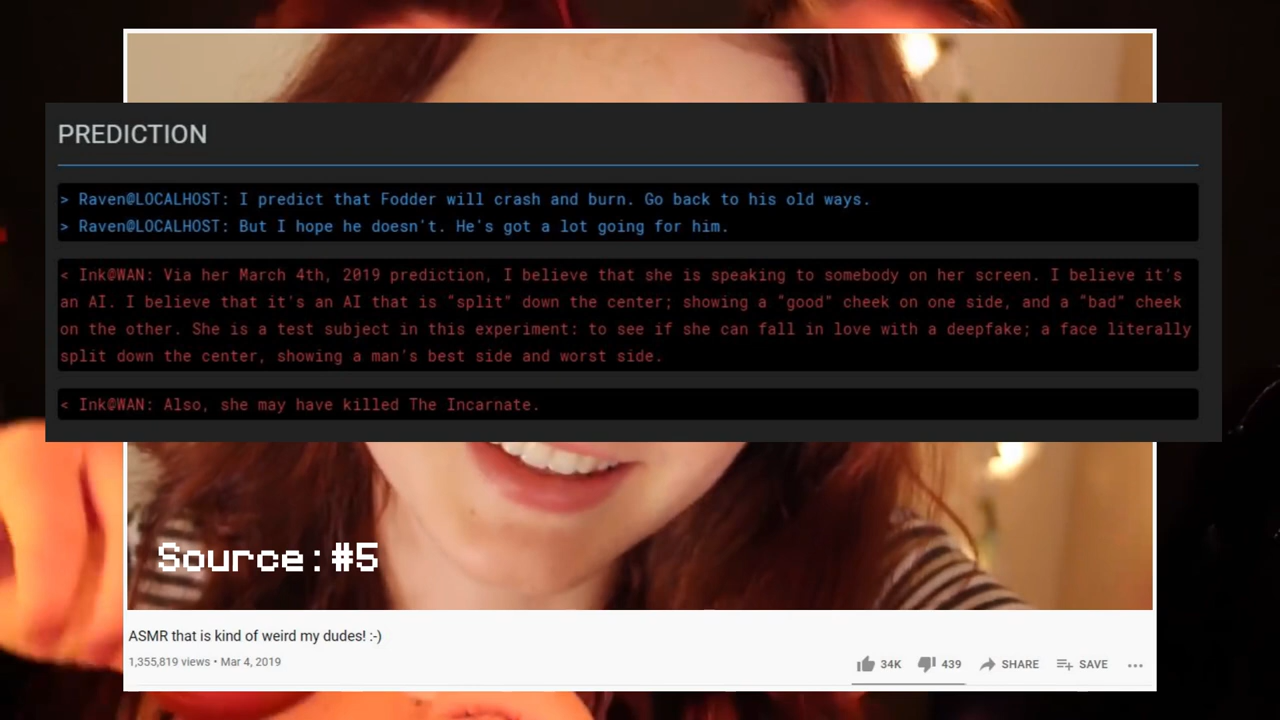 PREDICTION
> Raven@LOCALHOST: I predict that Fodder will crash and burn. Go back to his old ways.
> Raven@LOCALHOST: But I hope he doesn't. He's got a lot going for him.
< Ink@WAN: Via her March 4th, 2019 prediction, I believe that she is speaking to somebody on her screen. I believe it's
an AI. I believe that it's an AI that is "split" down the center; showing a "good" cheek on one side, and a "bad" cheek
on the other. She is a test subject in this experiment: to see if she can fall in love with a deepfake; a face literally
split down the center, showing a man's best side and worst side.
< Ink@WAN: Also, she may have killed The Incarnate.
Source:#5
ASMR that is kind of weird my dudes! :-)
1,355,819 views • Mar 4, 2019
34K 439 SHARE SAVE